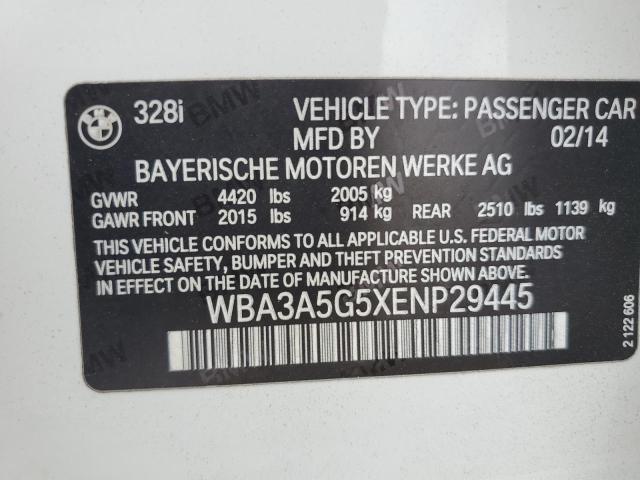 BMW 328i VEHICLE TYPE: PASSENGER CAR
MFD BY 02/14
BAYERISCHE MOTOREN WERKE AG
GVWR 4420 lbs 2005 kg
GAWR FRONT 2015 lbs 914 kg REAR 2510 lbs 1139 kg
THIS VEHICLE CONFORMS TO ALL APPLICABLE U.S. FEDERAL MOTOR
VEHICLE SAFETY, BUMPER AND THEFT PREVENTION STANDARDS
IN EFFECT ON THE DATE OF MANUFACTURE SHOWN ABOVE.
WBA3A5G5XENP29445
2 122 606